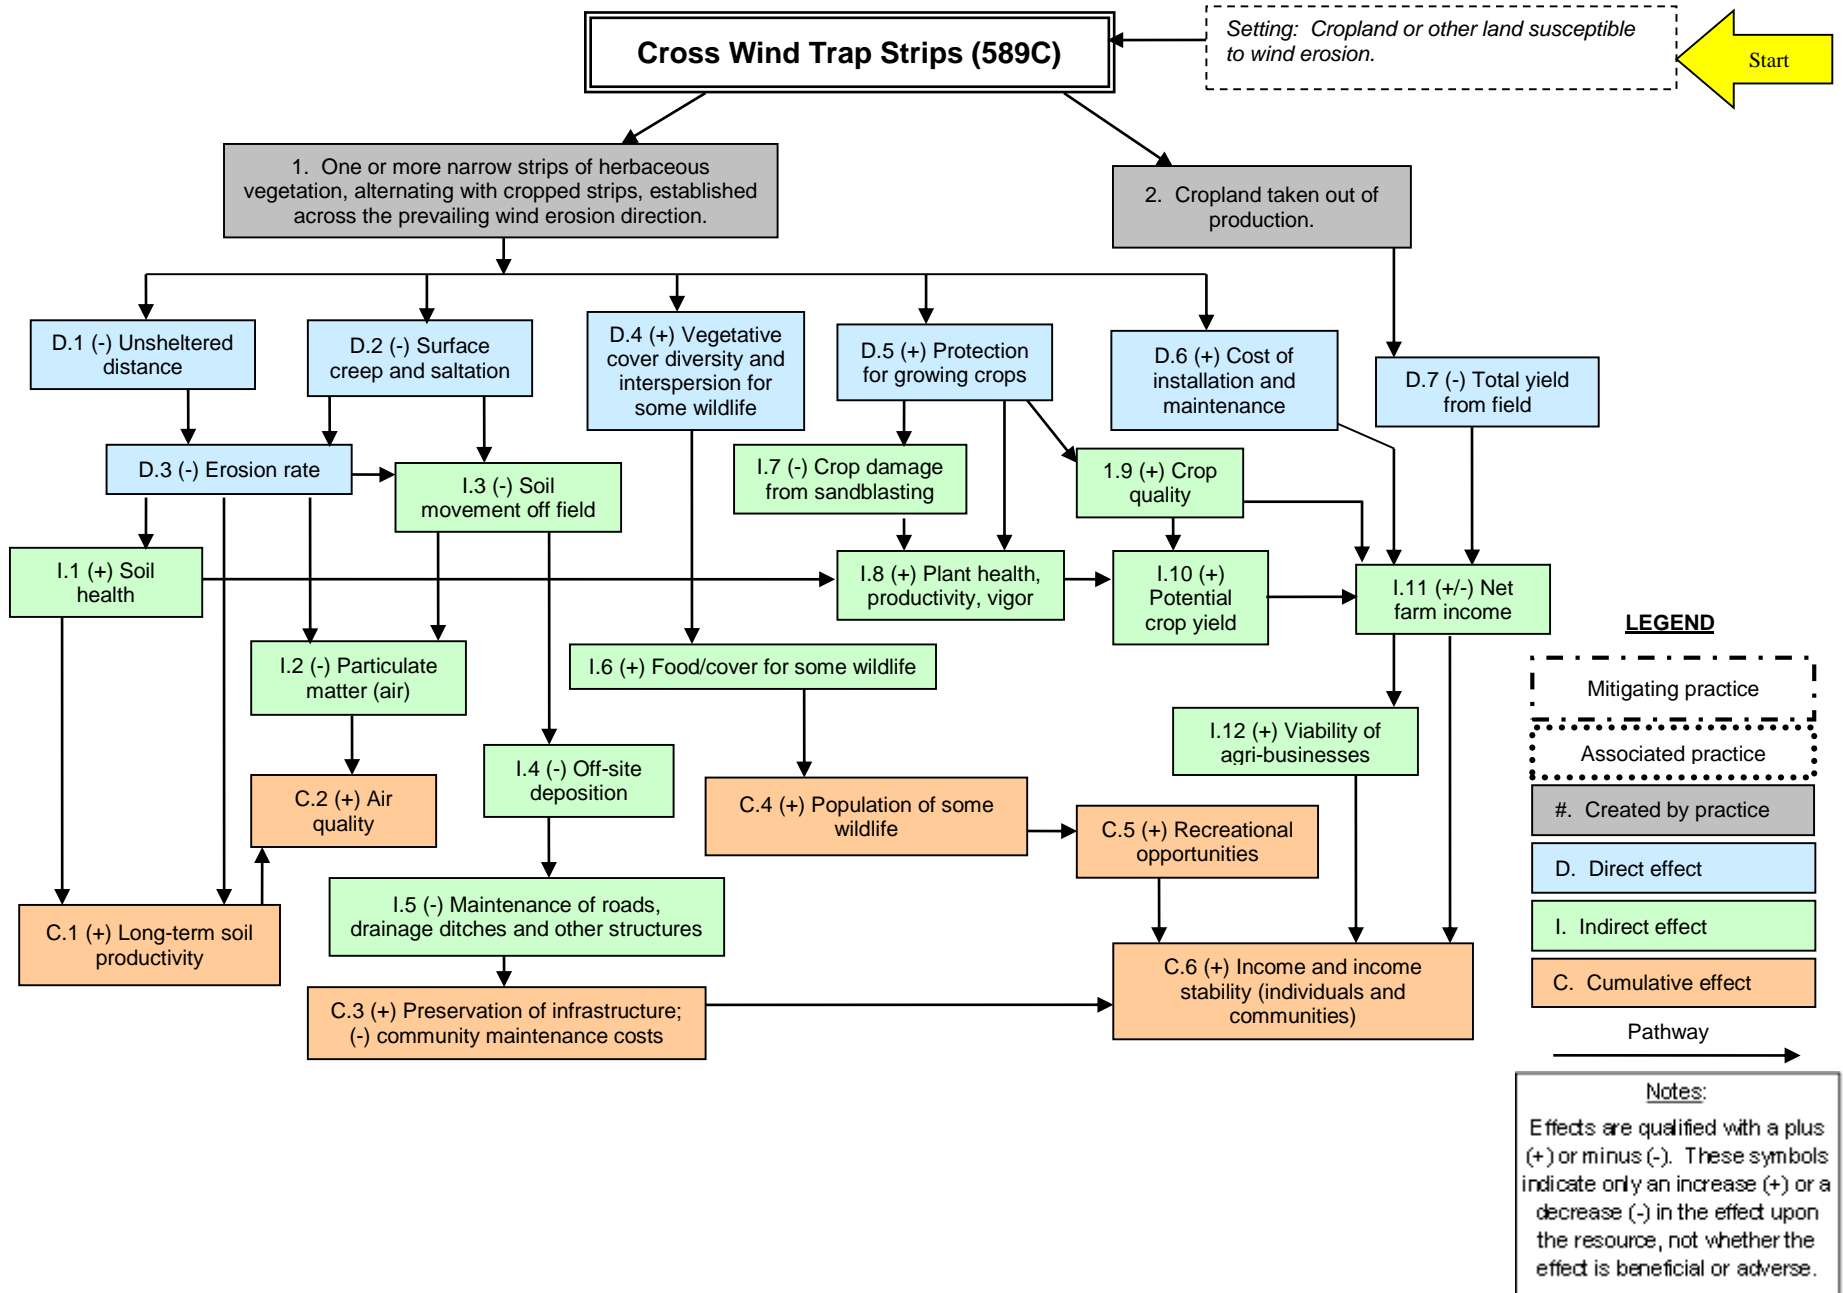 Cross Wind Trap Strips (589C)
Setting:  Cropland or other land susceptible
to wind erosion.
Start
1.  One or more narrow strips of herbaceous
vegetation, alternating with cropped strips, established
across the prevailing wind erosion direction.
2.  Cropland taken out of
production.
D.1 (-) Unsheltered
distance
D.2 (-) Surface
creep and saltation
D.4 (+) Vegetative
cover diversity and
interspersion for
some wildlife
D.5 (+) Protection
for growing crops
D.6 (+) Cost of
installation and
maintenance
D.7 (-) Total yield
from field
D.3 (-) Erosion rate
I.3 (-) Soil
movement off field
I.7 (-) Crop damage
from sandblasting
1.9 (+) Crop
quality
I.1 (+) Soil
health
I.8 (+) Plant health,
productivity, vigor
I.10 (+)
Potential
crop yield
I.11 (+/-) Net
farm income
I.2 (-) Particulate
matter (air)
I.6 (+) Food/cover for some wildlife
I.12 (+) Viability of
agri-businesses
I.4 (-) Off-site
deposition
C.2 (+) Air
quality
C.4 (+) Population of some
wildlife
C.5 (+) Recreational
opportunities
I.5 (-) Maintenance of roads,
drainage ditches and other structures
C.1 (+) Long-term soil
productivity
C.3 (+) Preservation of infrastructure;
(-) community maintenance costs
C.6 (+) Income and income
stability (individuals and
communities)
LEGEND
Mitigating practice
Associated practice
#.  Created by practice
D.  Direct effect
I.  Indirect effect
C.  Cumulative effect
Pathway
Notes:
Effects are qualified with a plus
(+) or minus (-).  These symbols
indicate only an increase (+) or a
decrease (-) in the effect upon
the resource, not whether the
effect is beneficial or adverse.